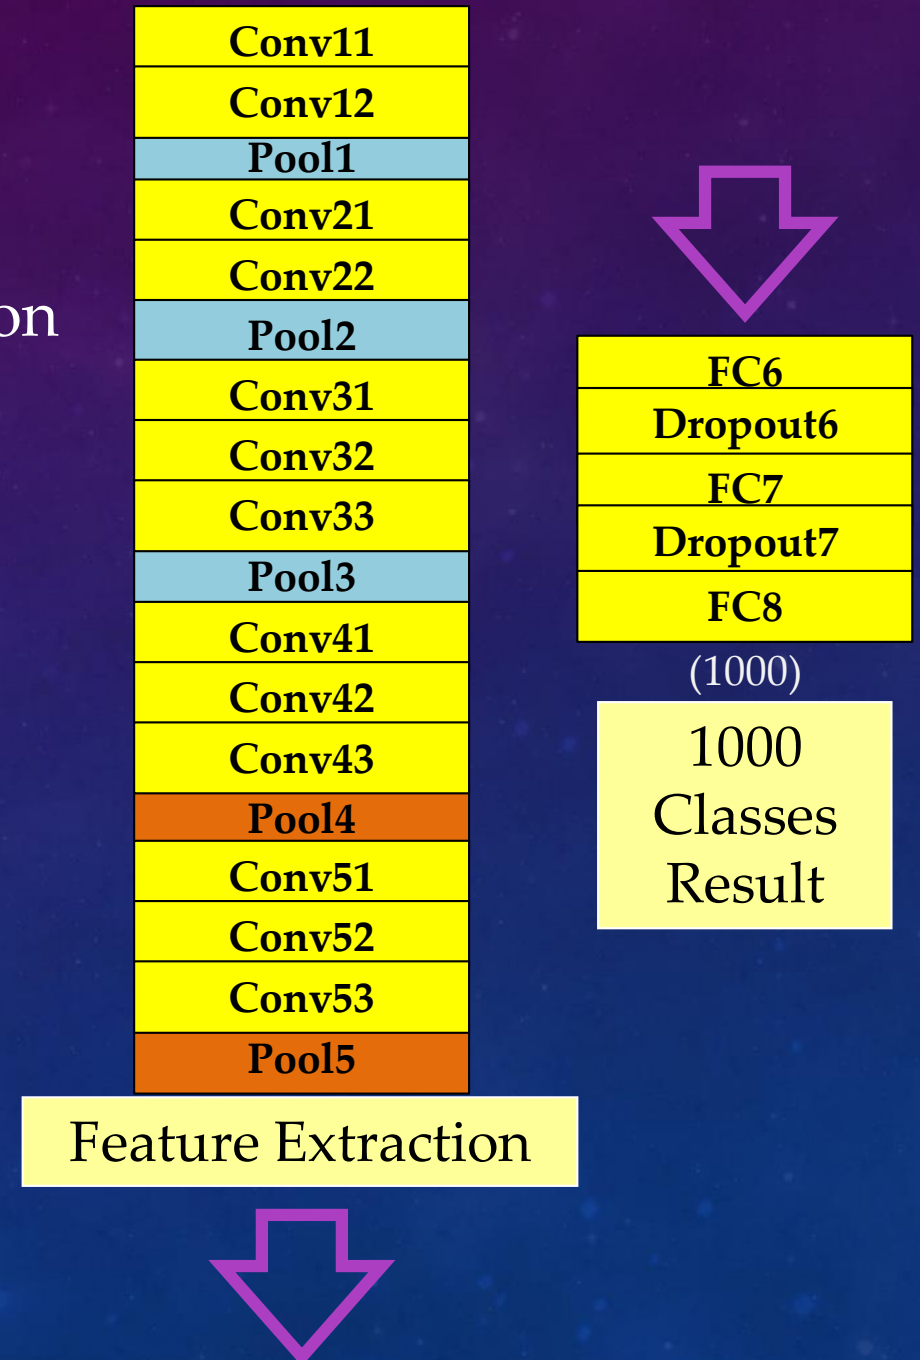 Conv11
Conv12
Pool1
Conv21
Conv22
Pool2
Conv31
Conv32
Conv33
Pool3
Conv41
Conv42
Conv43
Pool4
Conv51
Conv52
Conv53
Pool5
Feature Extraction
on
FC6
Dropout6
FC7
Dropout7
FC8
(1000)
1000
Classes
Result